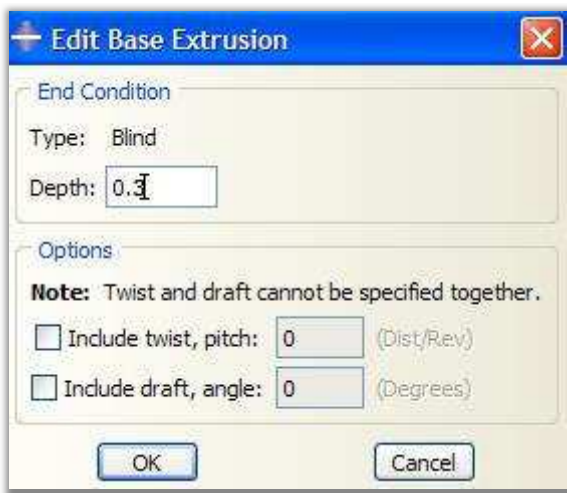 Edit Base Extrusion
End Condition
Type: Blind
Depth: 0.3
Options
Note: Twist and draft cannot be specified together.
Include twist, pitch: 0 (Dist/Rev)
Include draft, angle: 0 (Degrees)
OK Cancel